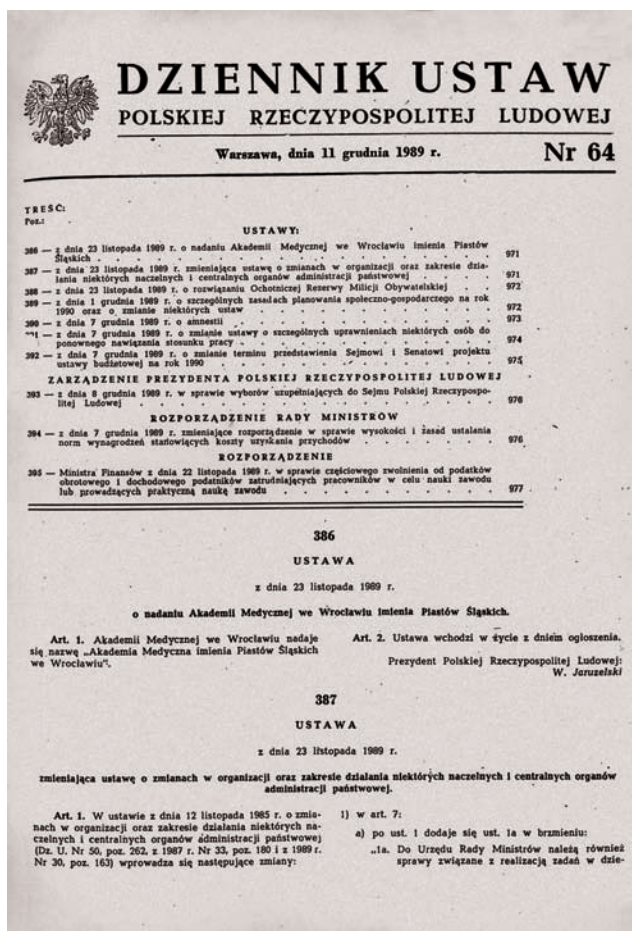 DZIENNIK USTAW
POLSKIEJ RZECZYPOSPOLITEJ LUDOWEJ
Warszawa, dnia 11 grudnia 1989 r.
Nr 64
TREŚĆ:
Poz.:
USTAWY:
386 — z dnia 23 listopada 1989 r. o nadaniu Akademii Medycznej we Wrocławiu imienia Piastów
Śląskich . . . 971
387 — z dnia 23 listopada 1989 r. zmieniająca ustawę o zmianach w organizacji oraz zakresie dzia-
łania niektórych naczelnych i centralnych organów administracji państwowej . . . 971
388 — z dnia 23 listopada 1989 r. o rozwiązaniu Ochotniczej Rezerwy Milicji Obywatelskiej . . 972
389 — z dnia 1 grudnia 1989 r. o szczególnych zasadach planowania społeczno-gospodarczego na rok
1990 oraz o zmianie niektórych ustaw . . . 972
390 — z dnia 7 grudnia 1989 r. o amnestii . . . 973
— z dnia 7 grudnia 1989 r. o zmianie ustawy o szczególnych uprawnieniach niektórych osób do
ponownego nawiązania stosunku pracy . . . 974
392 — z dnia 7 grudnia 1989 r. o zmianie terminu przedstawienia Sejmowi i Senatowi projektu
ustawy budżetowej na rok 1990 . . . 975
ZARZĄDZENIE PREZYDENTA POLSKIEJ RZECZYPOSPOLITEJ LUDOWEJ
393 — z dnia 8 grudnia 1989 r. w sprawie wyborów uzupełniających do Sejmu Polskiej Rzeczypospo-
litej Ludowej . . . 976
ROZPORZĄDZENIE RADY MINISTRÓW
394 — z dnia 7 grudnia 1989 r. zmieniające rozporządzenie w sprawie wysokości i zasad ustalania
norm wynagrodzeń stanowiących koszty uzyskania przychodów . . . 976
ROZPORZĄDZENIE
395 — Ministra Finansów z dnia 22 listopada 1989 r. w sprawie częściowego zwolnienia od podatków
obrotowego i dochodowego podatników zatrudniających pracowników w celu nauki zawodu
lub prowadzących praktyczną naukę zawodu . . . 977
386
USTAWA
z dnia 23 listopada 1989 r.
o nadaniu Akademii Medycznej we Wrocławiu imienia Piastów Śląskich.
Art. 1. Akademii Medycznej we Wrocławiu nadaje
się nazwę „Akademia Medyczna imienia Piastów Śląskich
we Wrocławiu".
Art. 2. Ustawa wchodzi w życie z dniem ogłoszenia.
Prezydent Polskiej Rzeczypospolitej Ludowej:
W. Jaruzelski
387
USTAWA
z dnia 23 listopada 1989 r.
zmieniająca ustawę o zmianach w organizacji oraz zakresie działania niektórych naczelnych i centralnych organów
administracji państwowej.
Art. 1. W ustawie z dnia 12 listopada 1985 r. o zmia-
nach w organizacji oraz zakresie działania niektórych na-
czelnych i centralnych organów administracji państwowej
(Dz. U. Nr 50, poz. 262, z 1987 r. Nr 33, poz. 180 i z 1989 r.
Nr 30, poz. 163) wprowadza się następujące zmiany:
1) w art. 7:
a) po ust. 1 dodaje się ust. 1a w brzmieniu:
„1a. Do Urzędu Rady Ministrów należą również
sprawy związane z realizacją zadań w dzie-